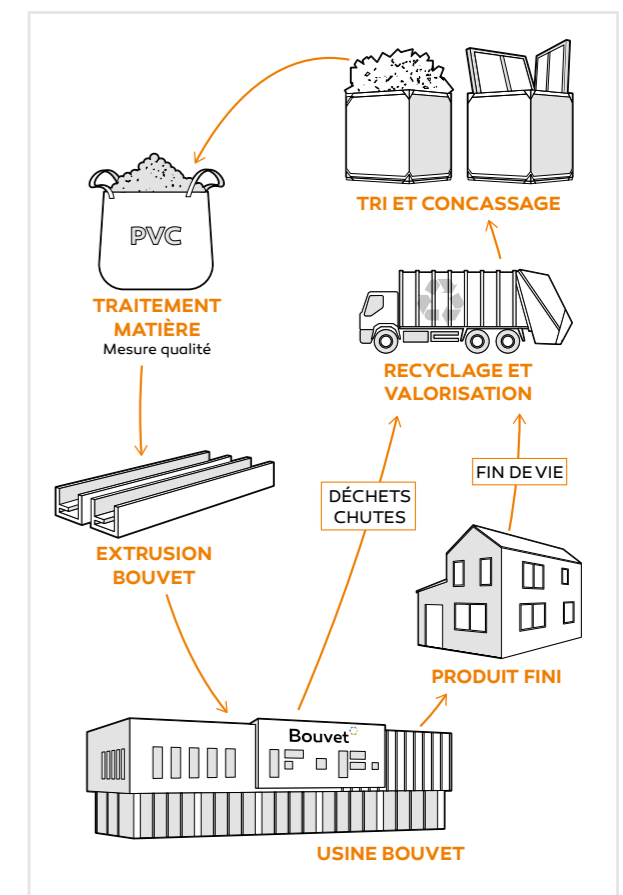 TRI ET CONCASSAGE
PVC
TRAITEMENT
MATIÈRE
Mesure qualité
RECYCLAGE ET
VALORISATION
DÉCHETS
CHUTES
FIN DE VIE
EXTRUSION
BOUVET
PRODUIT FINI
Bouvet
USINE BOUVET